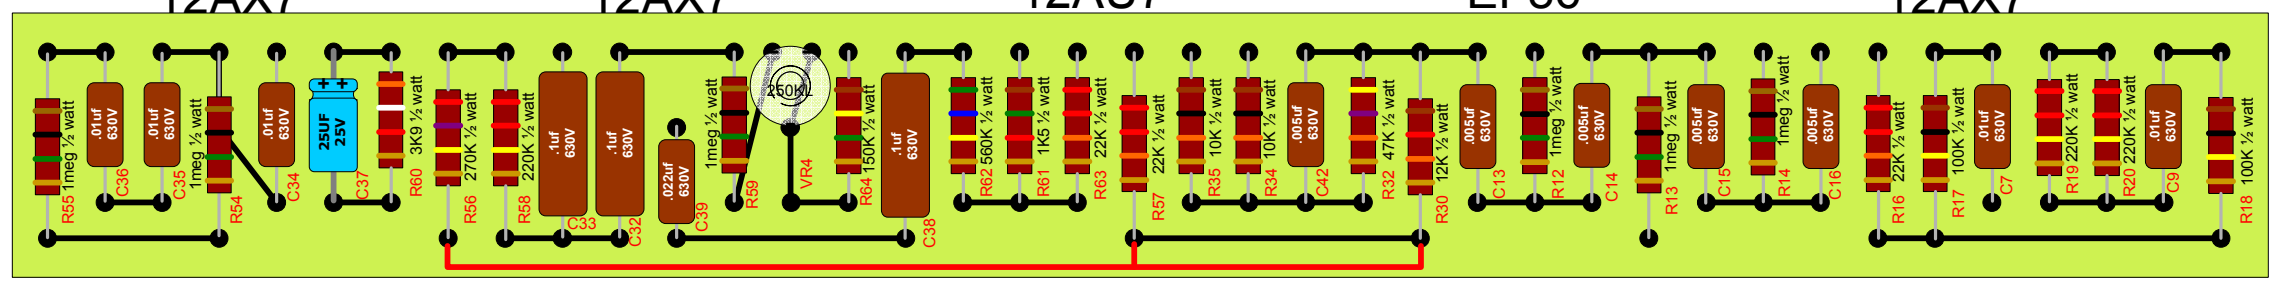 12AX7
12AX7
12AU7
EF86
12AX7
1meg ½ watt
R55
.01uf
630V
C36
.01uf
630V
C35
1meg ½ watt
R54
.01uf
630V
C34
+ +
25UF
25V
C37
3K9 ½ watt
R60
270K ½ watt
R56
220K ½ watt
R58
.1uf
630V
C33
.1uf
630V
C32
.022uf
630V
C39
1meg ½ watt
R59
250KL
VR4
150K ½ watt
R64
.1uf
630V
C38
560K ½ watt
R62
1K5 ½ watt
R61
22K ½ watt
R63
22K ½ watt
R57
10K ½ watt
R35
10K ½ watt
R34
.005uf
630V
C42
47K ½ watt
R32
12K ½ watt
R30
.005uf
630V
C13
1meg ½ watt
R12
.005uf
630V
C14
1meg ½ watt
R13
.005uf
630V
C15
1meg ½ watt
R14
.005uf
630V
C16
22K ½ watt
R16
100K ½ watt
R17
.01uf
630V
C7
220K ½ watt
R19
220K ½ watt
R20
.01uf
630V
C9
100K ½ watt
R18